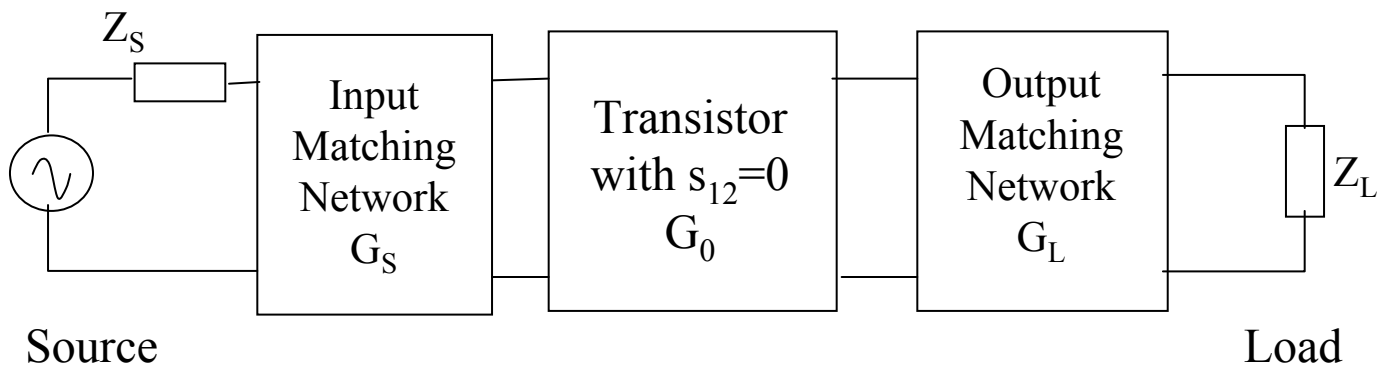 Z_S
Input
Matching
Network
G_S
Transistor
with s_12=0
G_0
Output
Matching
Network
G_L
Z_L
Source
Load